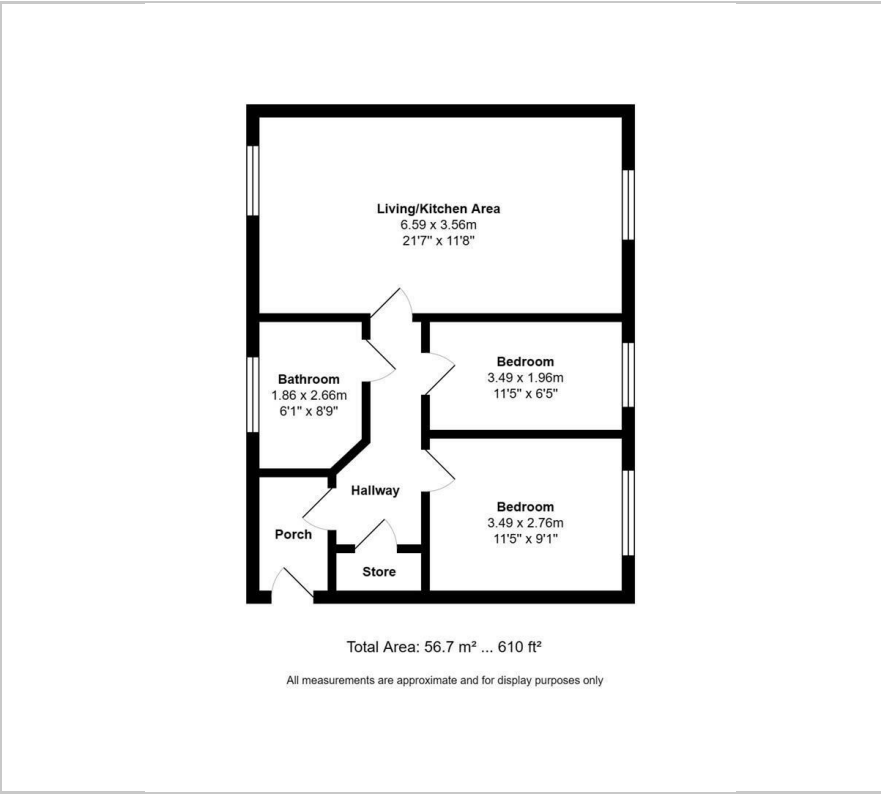 Living/Kitchen Area
6.59 x 3.56m
21'7" x 11'8"
Bathroom
1.86 x 2.66m
6'1" x 8'9"
Bedroom
3.49 x 1.96m
11'5" x 6'5"
Hallway
Bedroom
3.49 x 2.76m
11'5" x 9'1"
Porch
Store
Total Area: 56.7 m² ... 610 ft²
All measurements are approximate and for display purposes only